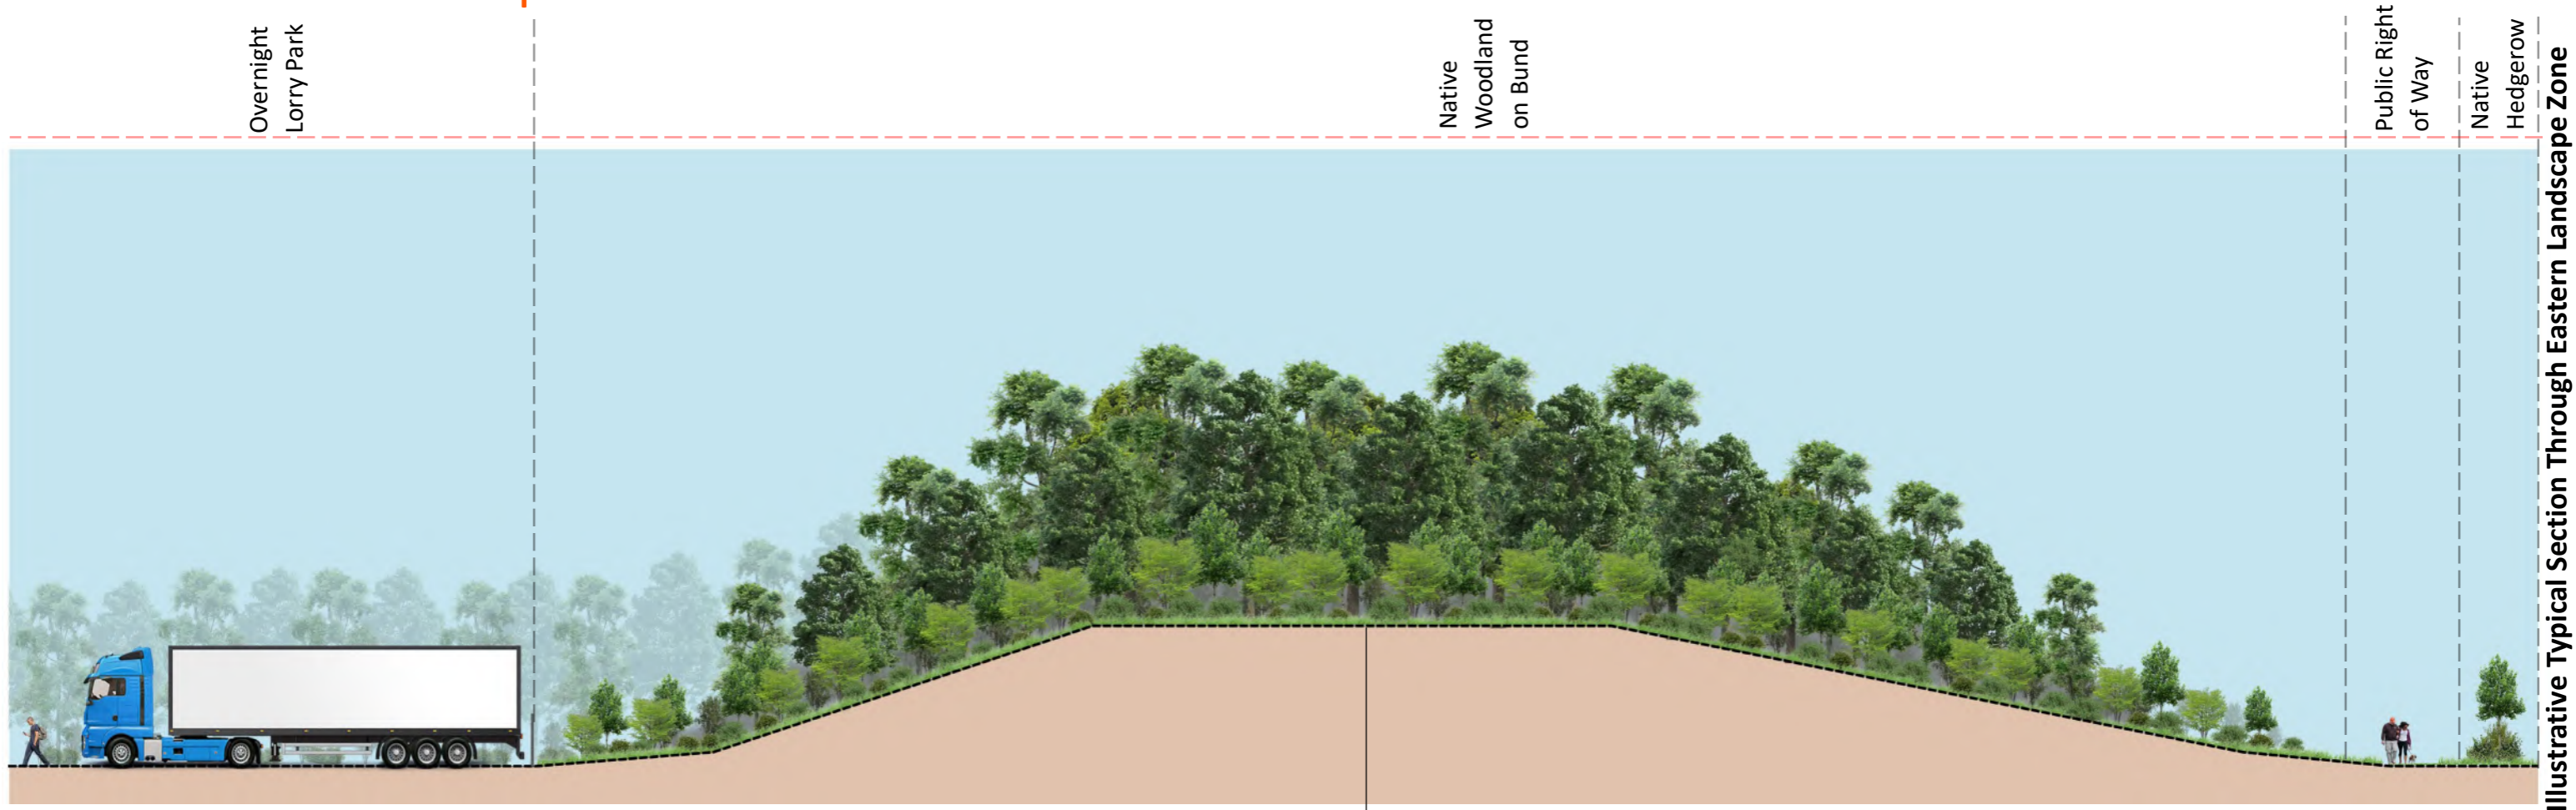 Overnight
Lorry Park
Native
Woodland
on Bund
Public Right
of Way
Native
Hedgerow
Illustrative Typical Section Through Eastern Landscape Zone